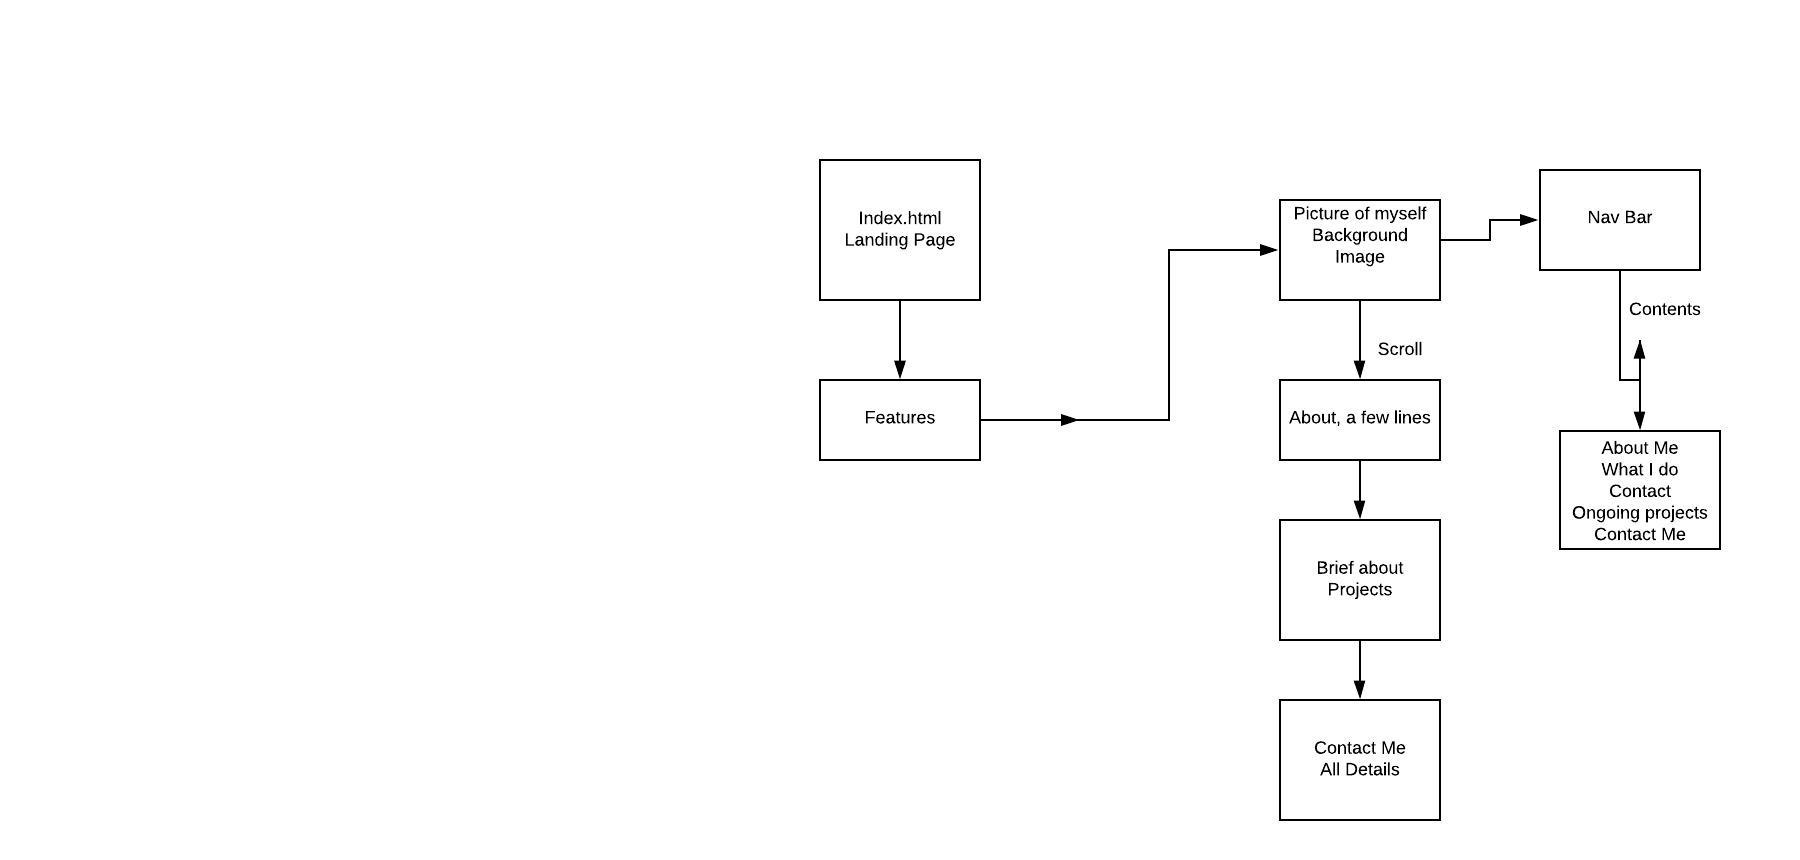 Index.html
Landing Page
Features
Picture of myself
Background
Image
Scroll
About, a few lines
Brief about
Projects
Contact Me
All Details
Nav Bar
Contents
About Me
What I do
Contact
Ongoing projects
Contact Me